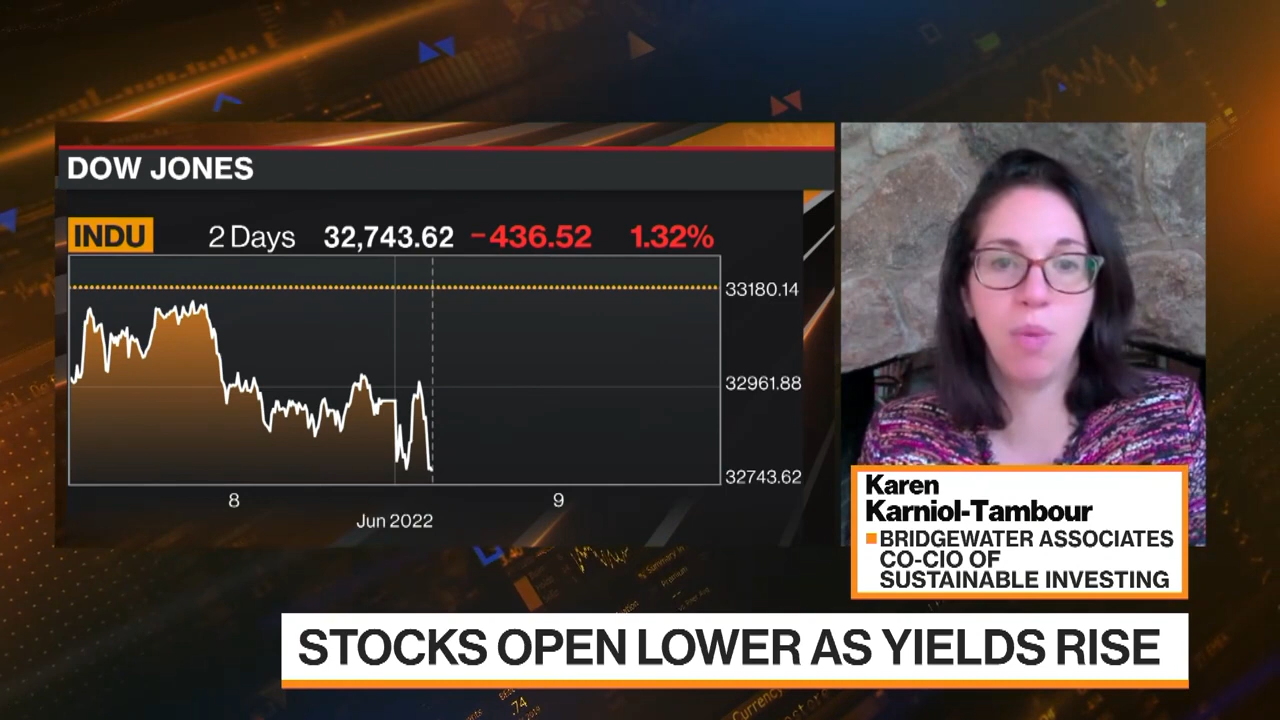 DOW JONES
INDU 2 Days 32,743.62 -436.52 1.32%
33180.14
32961.88
32743.62
8 9
Jun 2022
Karen
Karniol-Tambour
BRIDGEWATER ASSOCIATES
CO-CIO OF
SUSTAINABLE INVESTING
STOCKS OPEN LOWER AS YIELDS RISE
.74
Currency